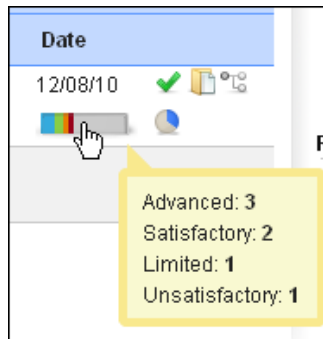 Date
12/08/10
Advanced: 3
Satisfactory: 2
Limited: 1
Unsatisfactory: 1